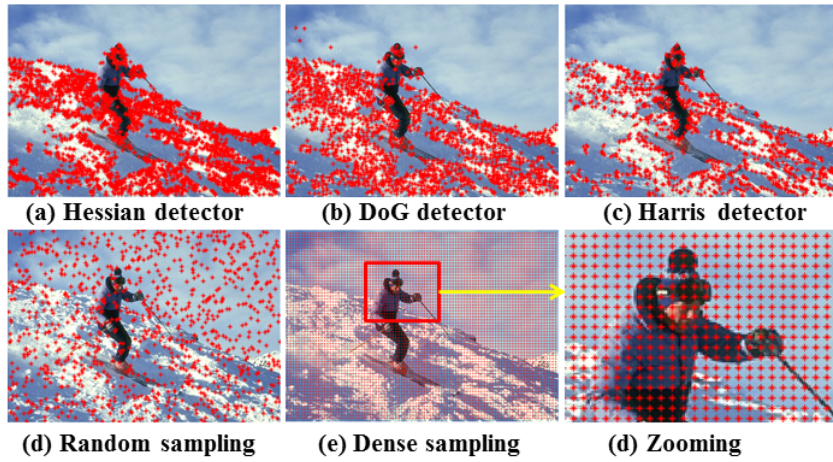 (a) Hessian detector
(b) DoG detector
(c) Harris detector
(d) Random sampling
(e) Dense sampling
(d) Zooming